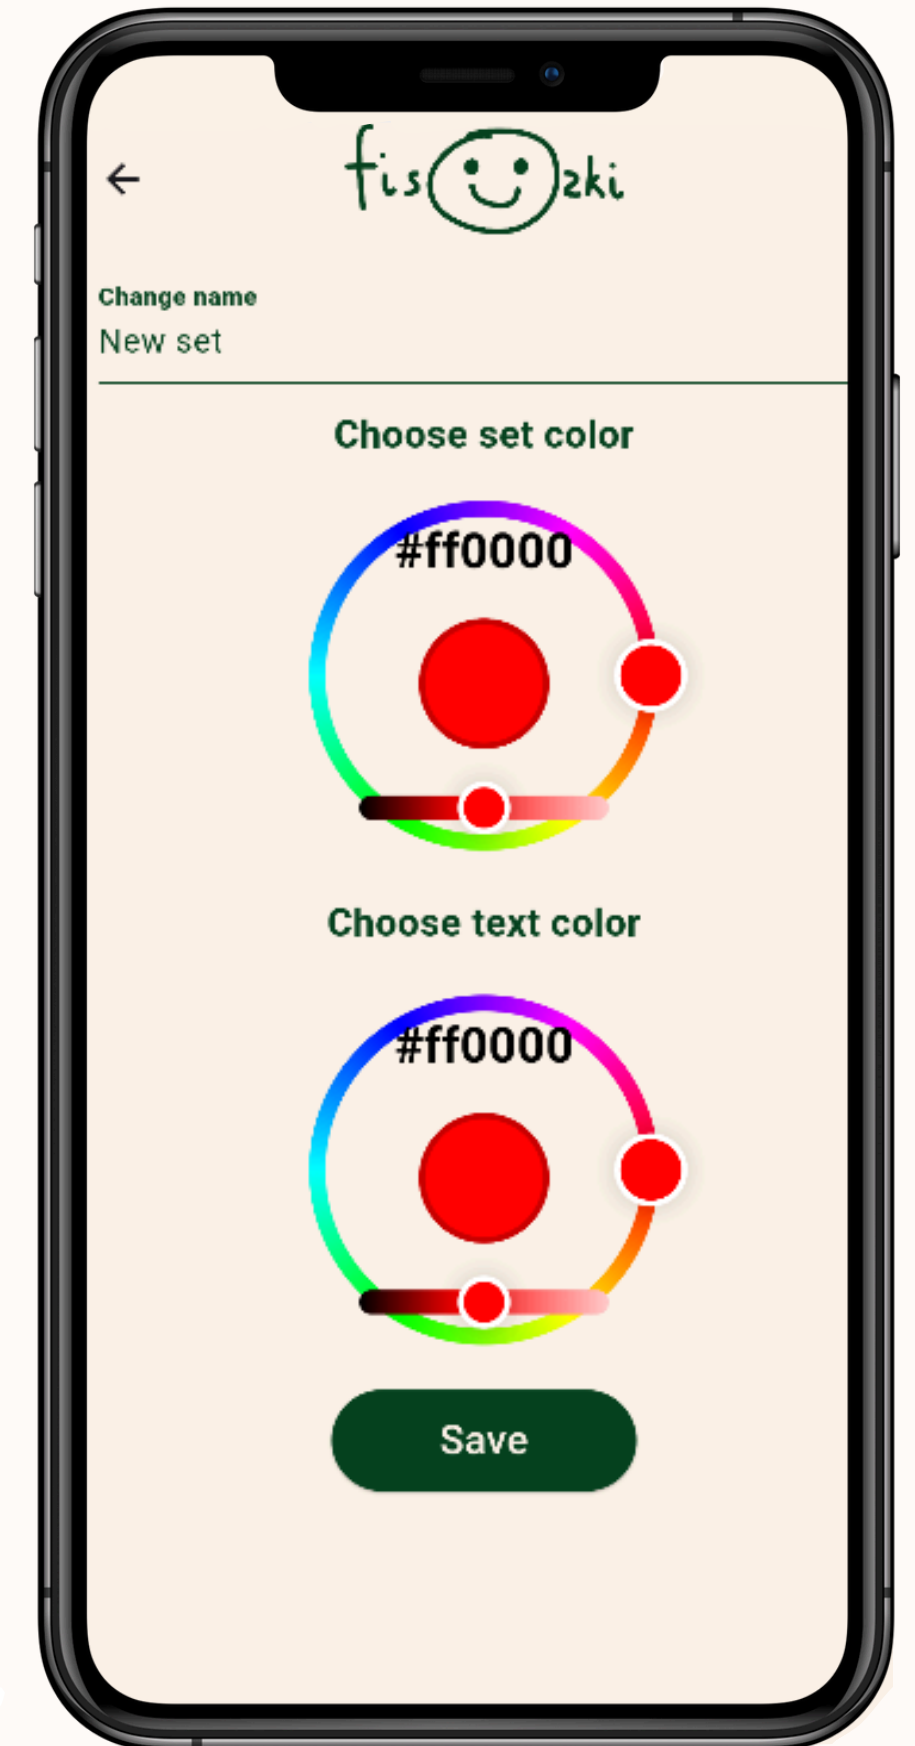 fis zki
Change name
New set
Choose set color
#ff0000
Choose text color
#ff0000
Save